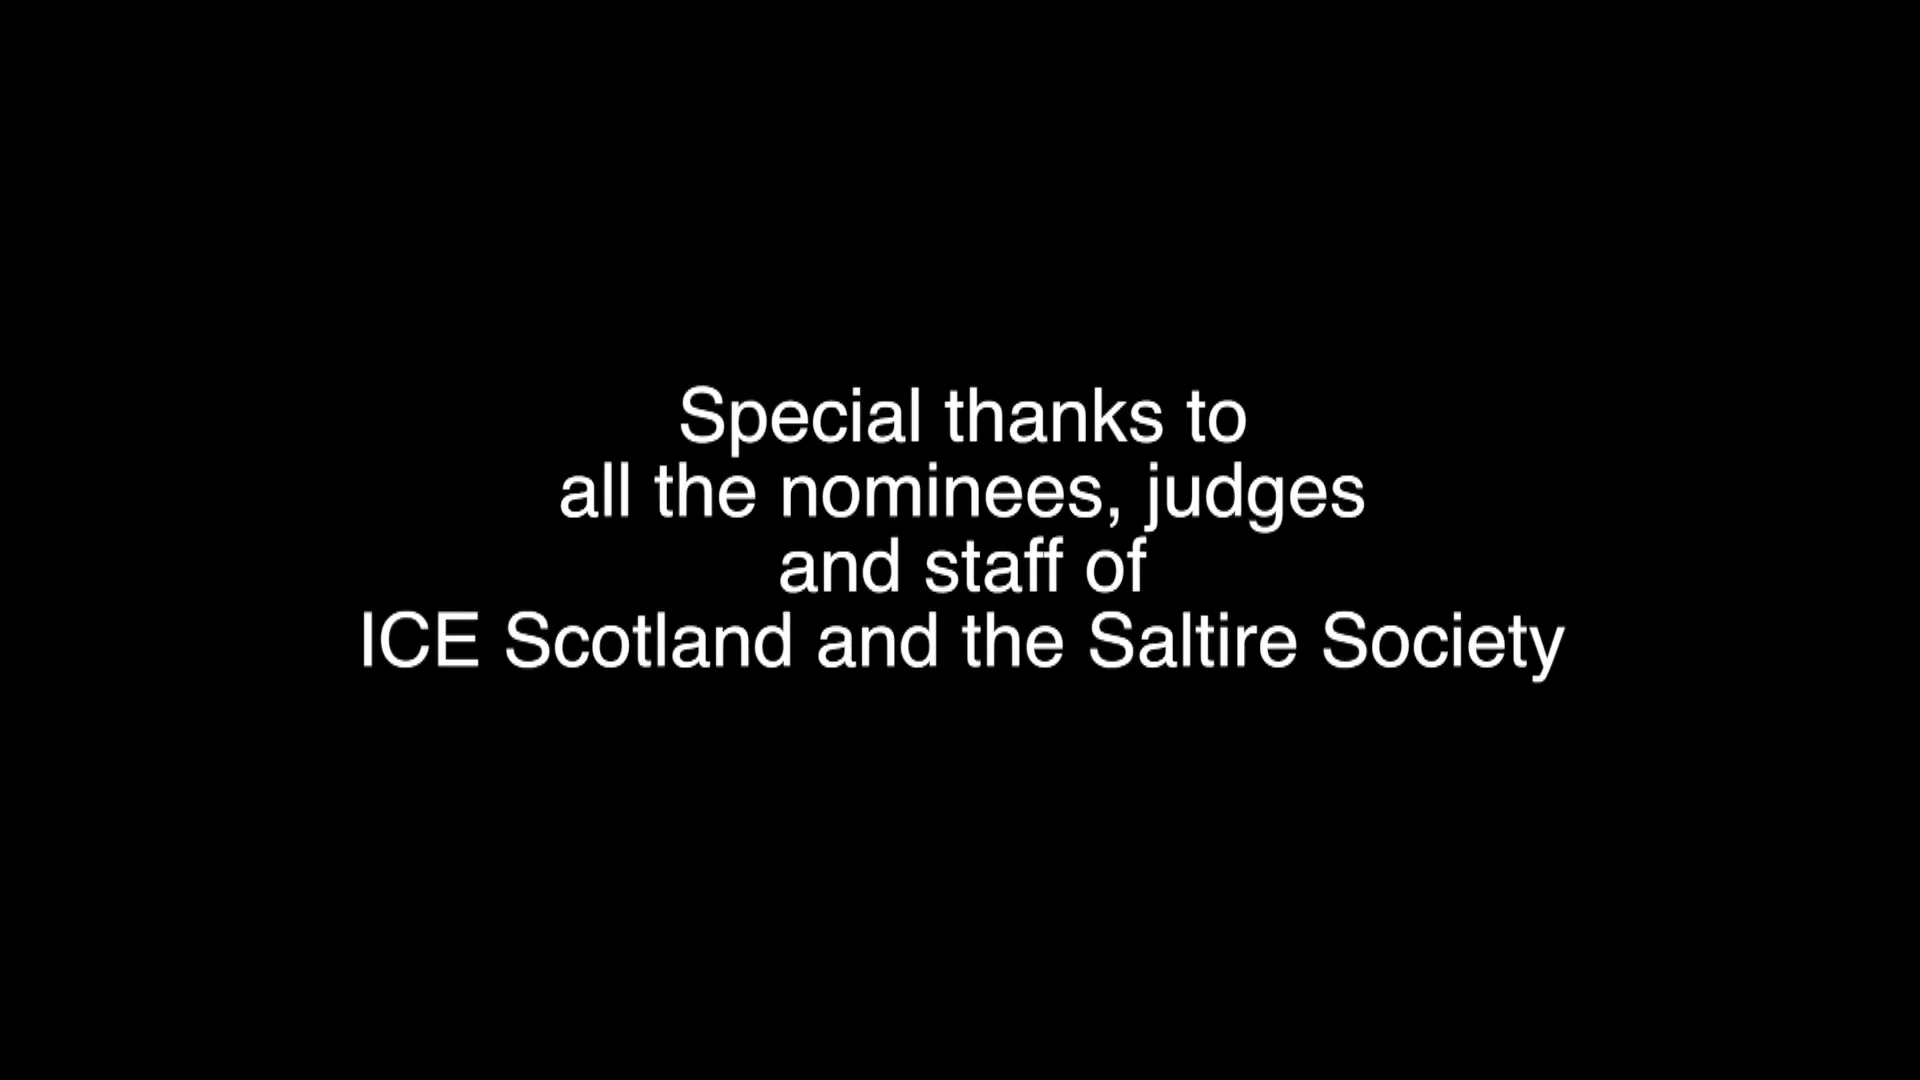 Special thanks to
all the nominees, judges
and staff of
ICE Scotland and the Saltire Society